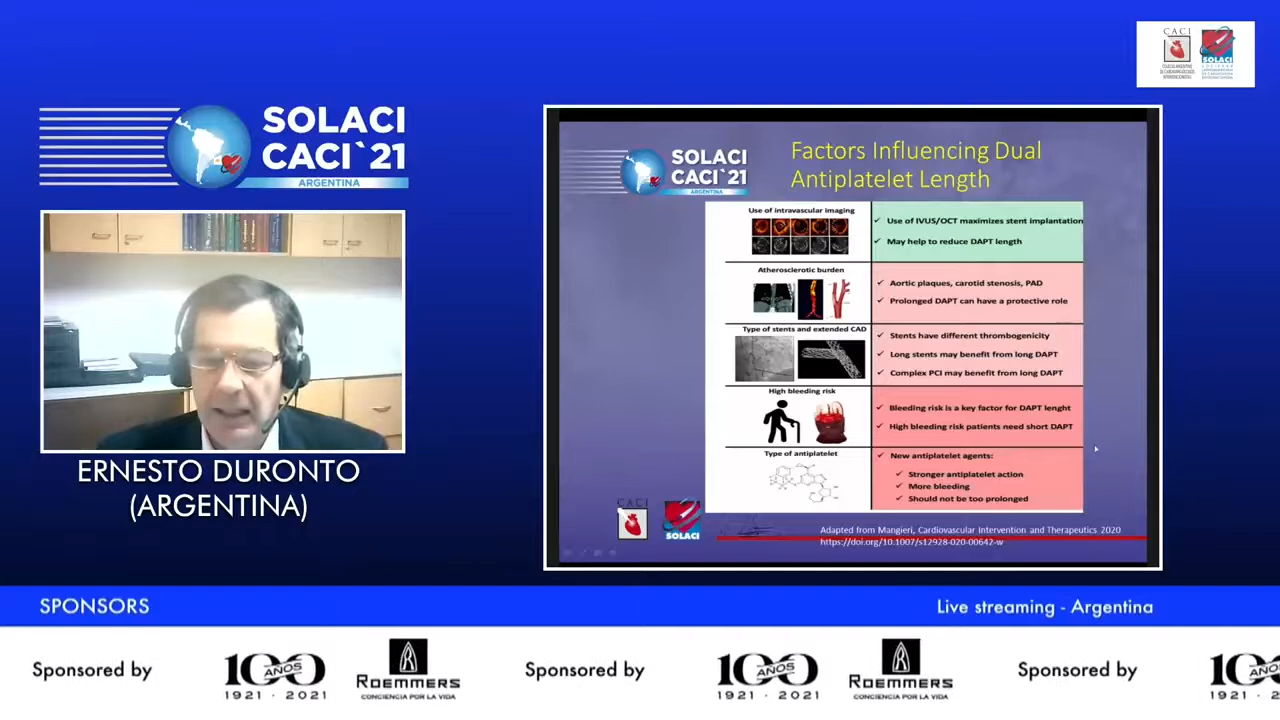 CACI
SOLACI
SOLACI
CACI`21
ARGENTINA
ERNESTO DURONTO
(ARGENTINA)
SOLACI
CACI`21
ARGENTINA
Factors Influencing Dual
Antiplatelet Length
Use of intravascular imaging
✓ Use of IVUS/OCT maximizes stent implantation
✓ May help to reduce DAPT length
Atherosclerotic burden
✓ Aortic plaques, carotid stenosis, PAD
✓ Prolonged DAPT can have a protective role
Type of stents and extended CAD
✓ Stents have different thrombogenicity
✓ Long stents may benefit from long DAPT
✓ Complex PCI may benefit from long DAPT
High bleeding risk
✓ Bleeding risk is a key factor for DAPT lenght
✓ High bleeding risk patients need short DAPT
Type of antiplatelet
✓ New antiplatelet agents:
✓ Stronger antiplatelet action
✓ More bleeding
✓ Should not be too prolonged
CACI
SOLACI
Adapted from Mangieri, Cardiovascular Intervention and Therapeutics 2020
https://doi.org/10.1007/s12928-020-00642-w
SPONSORS
Live streaming - Argentina
Sponsored by
100 AÑOS
1921 · 2021
ROEMMERS
CONCIENCIA POR LA VIDA
Sponsored by
100 AÑOS
1921 · 2021
ROEMMERS
CONCIENCIA POR LA VIDA
Sponsored by